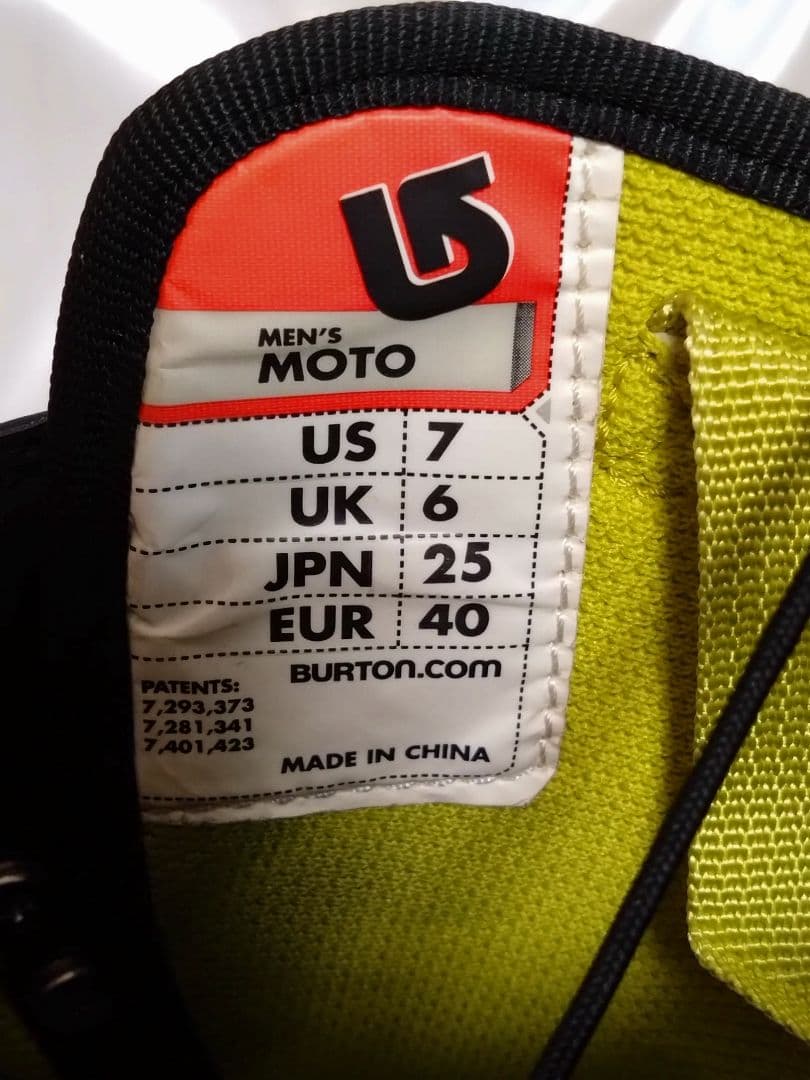 MEN'S
MOTO
US 7
UK 6
JPN 25
EUR 40
BURTON.COM
PATENTS:
7,293,373
7,281,341
7,401,423
MADE IN CHINA